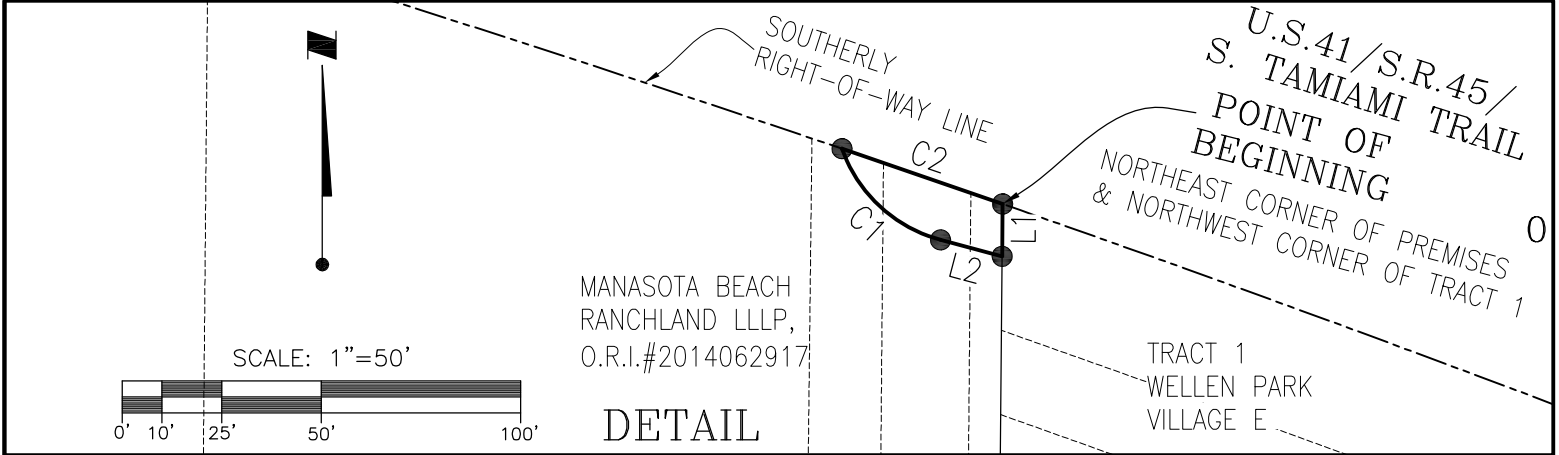 SOUTHERLY
RIGHT-OF-WAY LINE
U.S.41/S.R.45/
S. TAMIAMI TRAIL
POINT OF
BEGINNING
NORTHEAST CORNER OF PREMISES
& NORTHWEST CORNER OF TRACT 1
C2
C1
L1
L2
0
MANASOTA BEACH
RANCHLAND LLLP,
O.R.I.#2014062917
SCALE: 1"=50'
0' 10' 25' 50' 100'
DETAIL
TRACT 1
WELLEN PARK
VILLAGE E